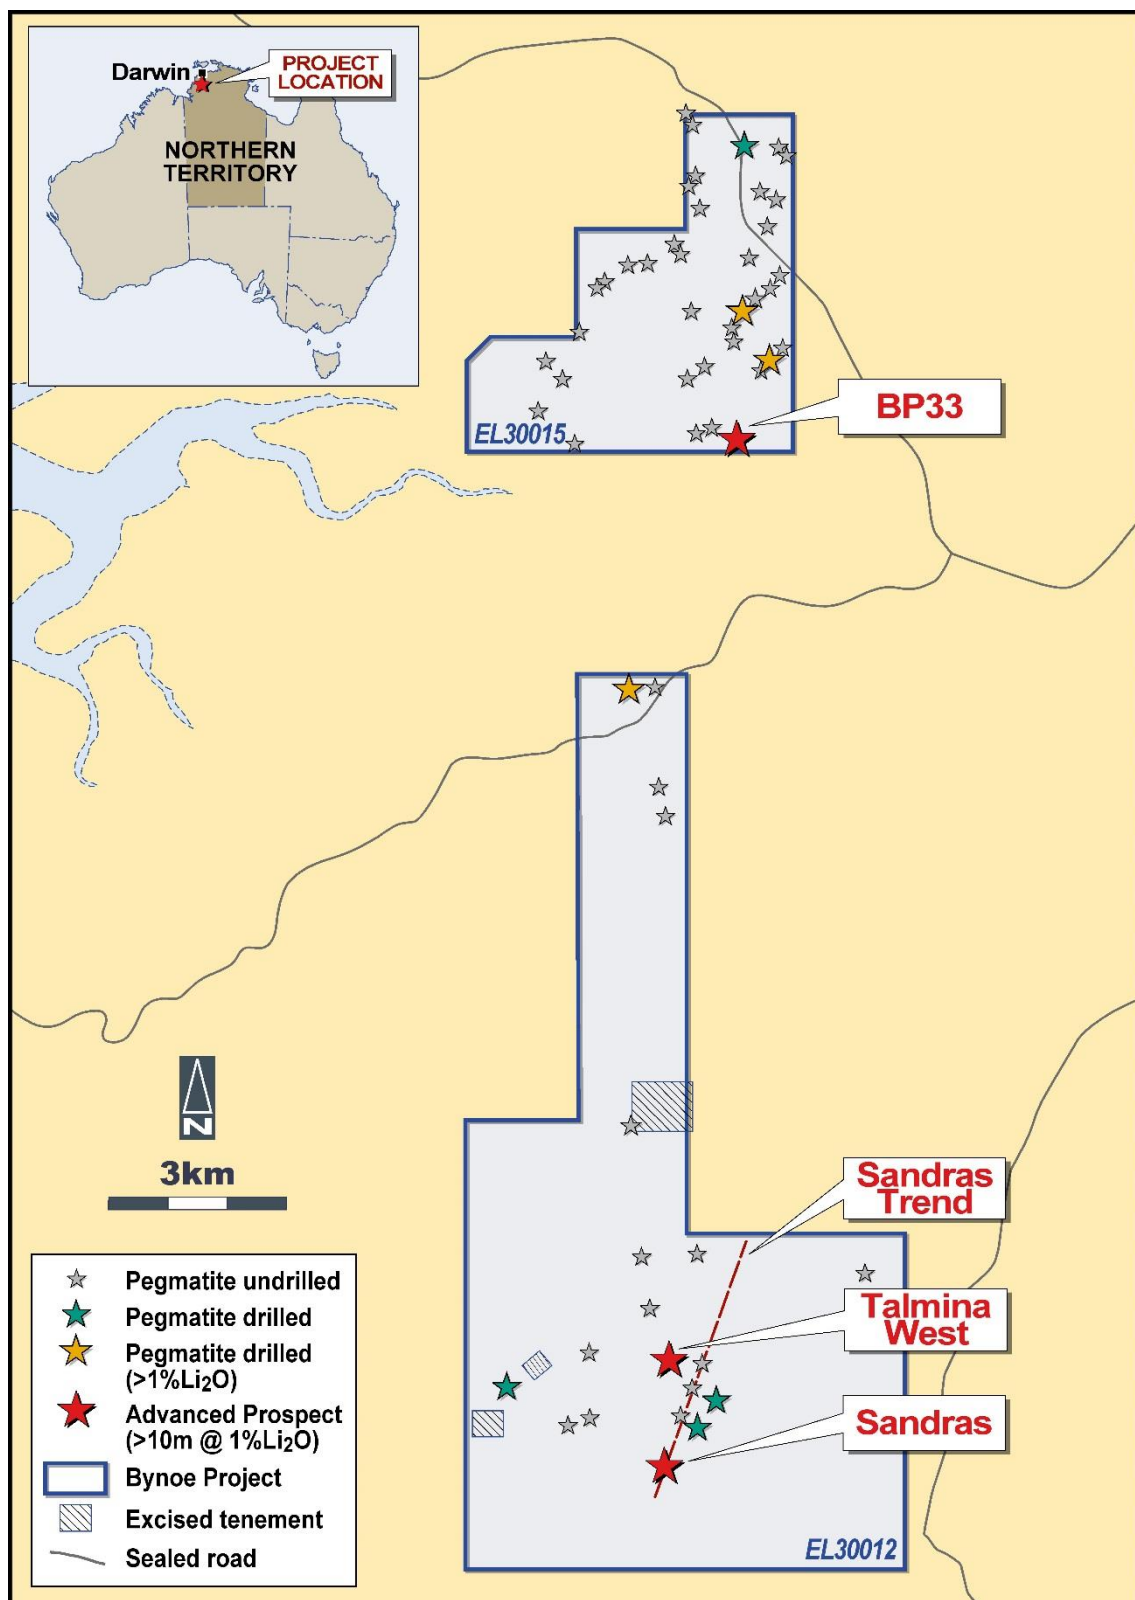 Darwin
PROJECT
LOCATION
NORTHERN
TERRITORY
BP33
EL30015
N
3km
Sandras
Trend
Talmina
West
Sandras
EL30012
Pegmatite undrilled
Pegmatite drilled
Pegmatite drilled
(>1%Li₂O)
Advanced Prospect
(>10m @ 1%Li₂O)
Bynoe Project
Excised tenement
Sealed road